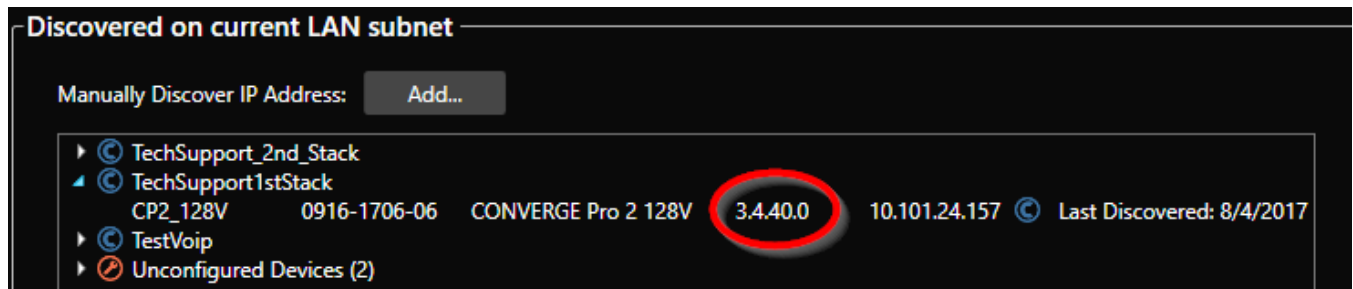 Discovered on current LAN subnet
Manually Discover IP Address: Add...
TechSupport_2nd_Stack
TechSupport1stStack
CP2_128V 0916-1706-06 CONVERGE Pro 2 128V 3.4.40.0 10.101.24.157 Last Discovered: 8/4/2017
TestVoip
Unconfigured Devices (2)